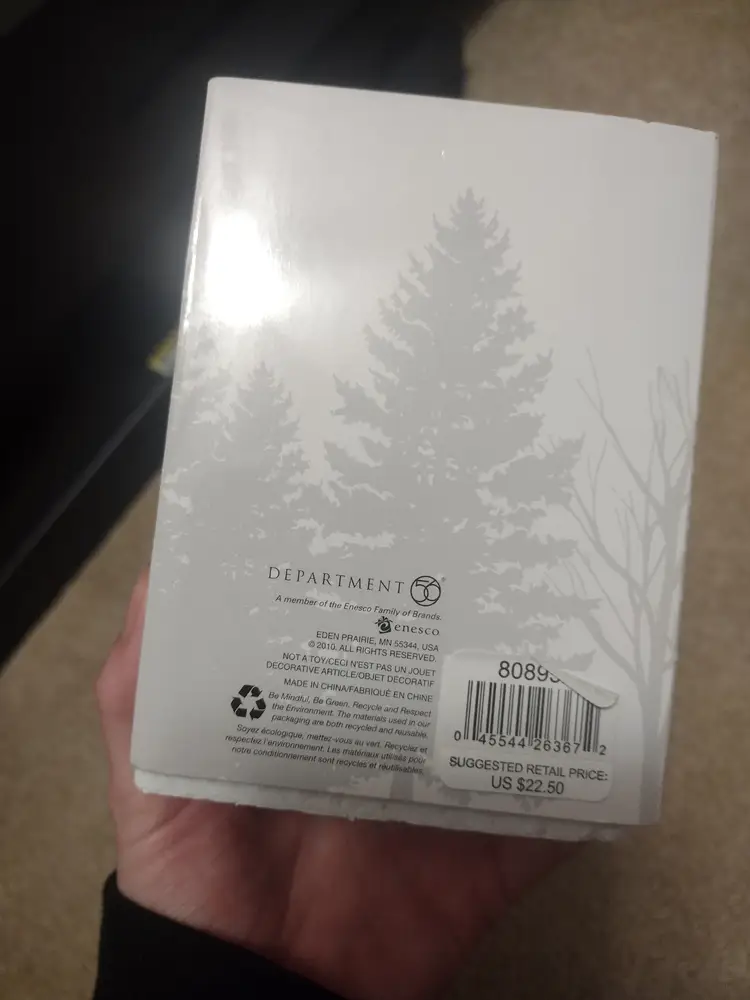 DEPARTMENT 56®
A member of the Enesco Family of Brands.
enesco
EDEN PRAIRIE, MN 55344, USA
© 2010. ALL RIGHTS RESERVED.
NOT A TOY/CECI N'EST PAS UN JOUET
DECORATIVE ARTICLE/OBJET DÉCORATIF
MADE IN CHINA/FABRIQUÉ EN CHINE
Be Mindful, Be Green, Recycle and Respect
the Environment. The materials used in our
packaging are both recycled and reusable.
Soyez écologique, mettez-vous au vert. Recyclez et
respectez l'environnement. Les matériaux utilisés pour
notre conditionnement sont recyclés et réutilisables.
8089
0 45544 26367 2
SUGGESTED RETAIL PRICE:
US $22.50